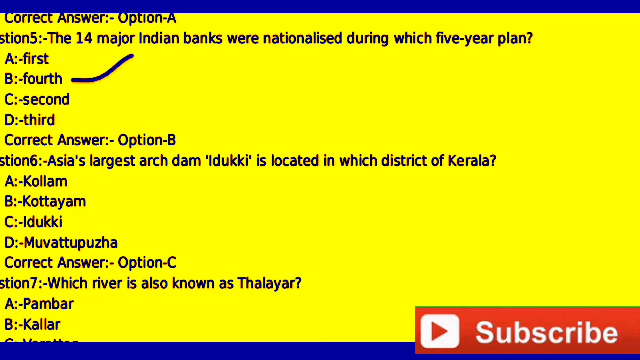 Correct Answer:- Option-A
stion5:-The 14 major Indian banks were nationalised during which five-year plan?
A:-first
B:-fourth
C:-second
D:-third
Correct Answer:- Option-B
stion6:-Asia's largest arch dam 'Idukki' is located in which district of Kerala?
A:-Kollam
B:-Kottayam
C:-Idukki
D:-Muvattupuzha
Correct Answer:- Option-C
stion7:-Which river is also known as Thalayar?
A:-Pambar
B:-Kallar
Subscribe